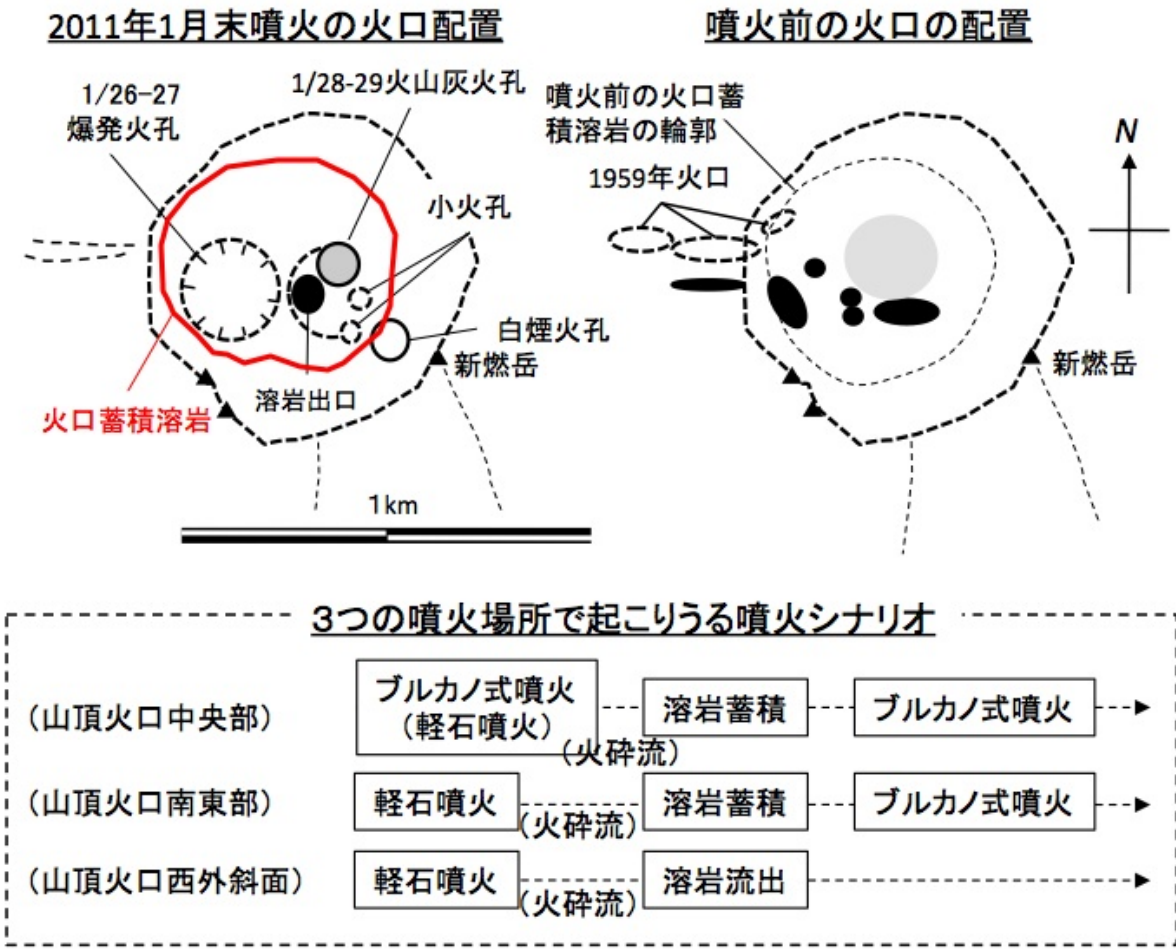 2011年1月末噴火の火口配置
1/26-27
爆発火孔
1/28-29火山灰火孔
小火孔
白煙火孔
新燃岳
溶岩出口
火口蓄積溶岩
1km
噴火前の火口の配置
噴火前の火口蓄
積溶岩の輪郭
1959年火口
N
新燃岳
3つの噴火場所で起こりうる噴火シナリオ
(山頂火口中央部)
ブルカノ式噴火
(軽石噴火)
(火砕流)
溶岩蓄積
ブルカノ式噴火
(山頂火口南東部)
軽石噴火
(火砕流)
溶岩蓄積
ブルカノ式噴火
(山頂火口西外斜面)
軽石噴火
(火砕流)
溶岩流出